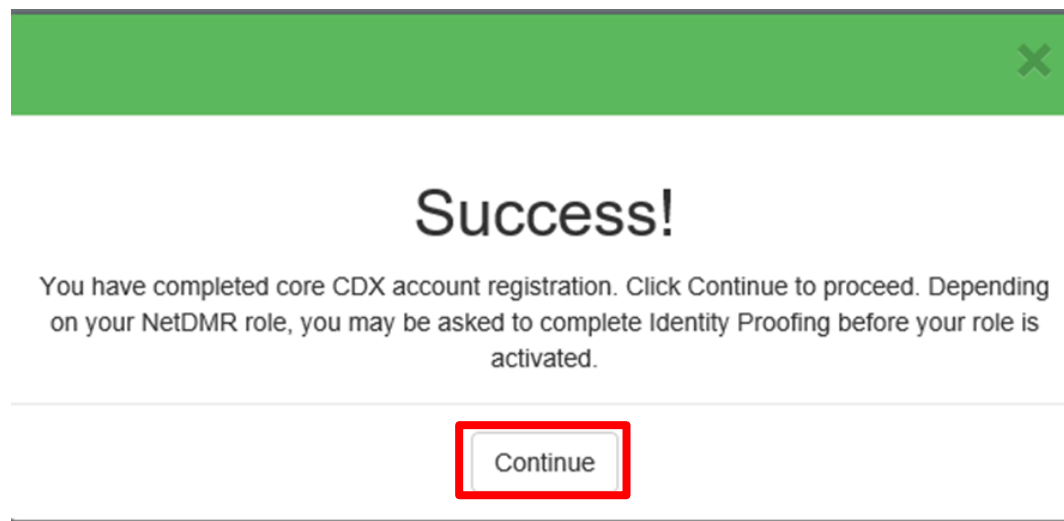 Success!
You have completed core CDX account registration. Click Continue to proceed. Depending
on your NetDMR role, you may be asked to complete Identity Proofing before your role is
activated.
Continue